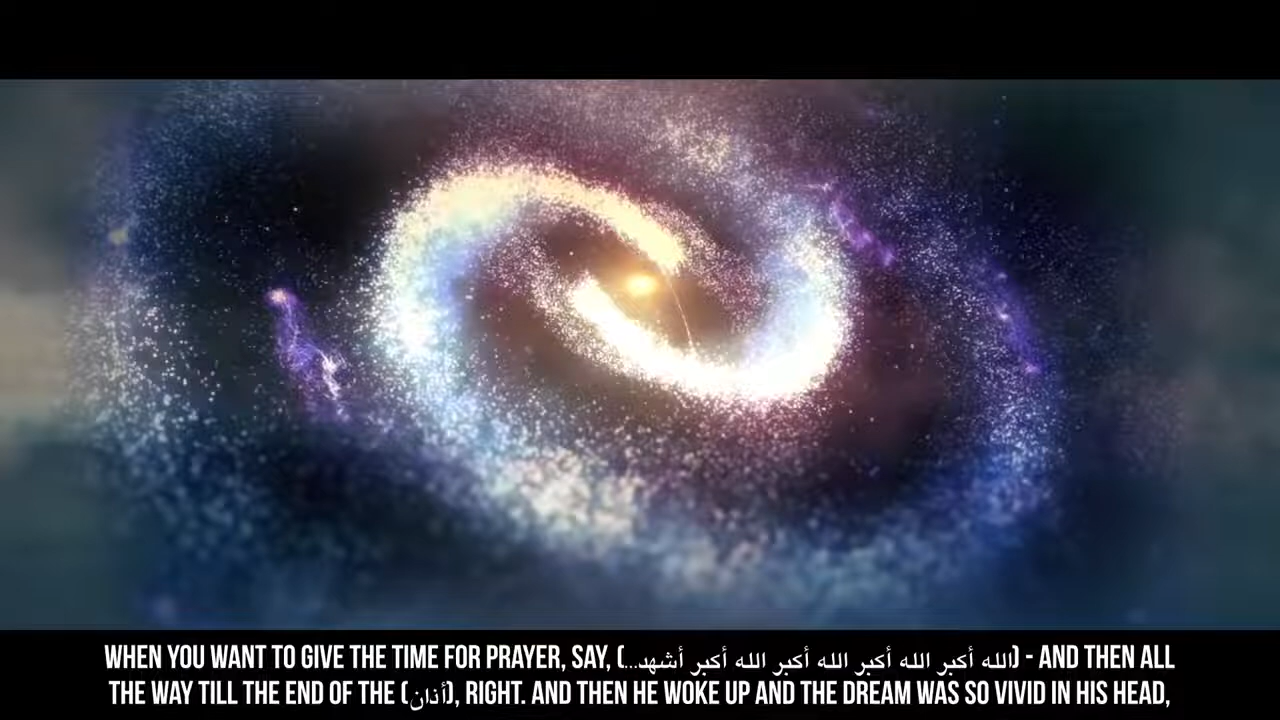 WHEN YOU WANT TO GIVE THE TIME FOR PRAYER, SAY, (الله أكبر الله أكبر الله أكبر الله أكبر أشهد...) - AND THEN ALL
THE WAY TILL THE END OF THE (أذان), RIGHT. AND THEN HE WOKE UP AND THE DREAM WAS SO VIVID IN HIS HEAD,